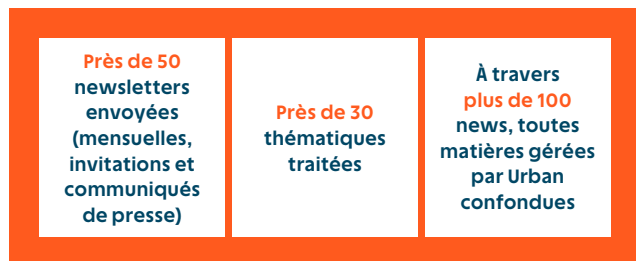 Près de 50
newsletters
envoyées
(mensuelles,
invitations et
communiqués
de presse)
Près de 30
thématiques
traitées
À travers
plus de 100
news, toutes
matières gérées
par Urban
confondues